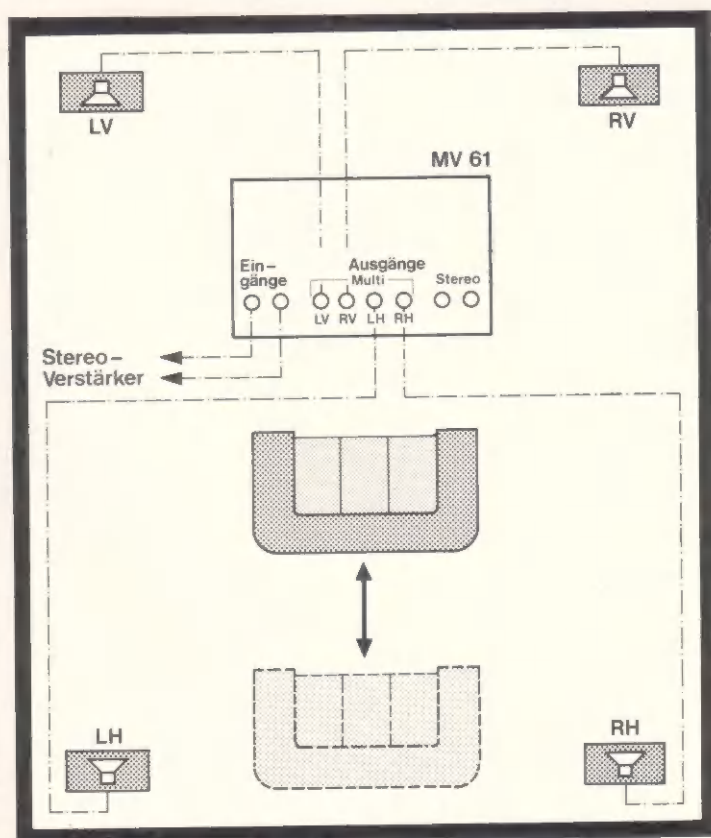 LV
RV
MV 61
Ein-
gänge
Ausgänge
Multi
Stereo
LV RV LH RH
Stereo-
Verstärker
LH
RH